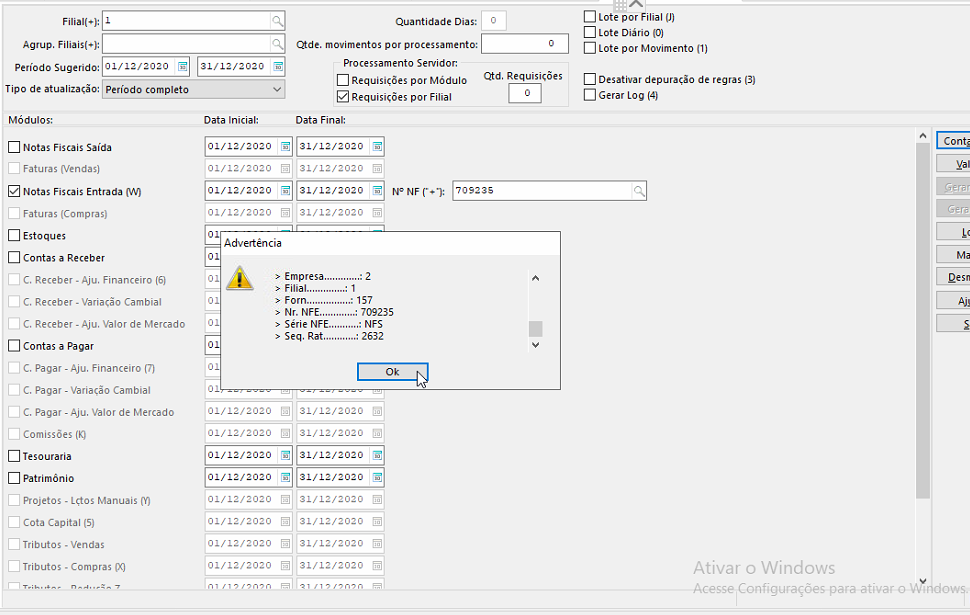 Filial(+): 1
Quantidade Dias: 0
Lote por Filial (J)
Agrup. Filiais(+):
Qtde. movimentos por processamento: 0
Lote Diário (0)
Lote por Movimento (1)
Período Sugerido: 01/12/2020 31/12/2020
Processamento Servidor:
Tipo de atualização: Período completo
Requisições por Módulo
Qtd. Requisições
Desativar depuração de regras (3)
Requisições por Filial
0
Gerar Log (4)
Módulos: Data Inicial: Data Final:
Notas Fiscais Saída 01/12/2020 31/12/2020
Faturas (Vendas) 01/12/2020 31/12/2020
Notas Fiscais Entrada (W) 01/12/2020 31/12/2020 Nº NF ("+"): 709235
Faturas (Compras) 01/12/2020 31/12/2020
Estoques
Contas a Receber
C. Receber - Aju. Financeiro (6)
C. Receber - Variação Cambial
C. Receber - Aju. Valor de Mercado
Contas a Pagar
C. Pagar - Aju. Financeiro (7)
C. Pagar - Variação Cambial
C. Pagar - Aju. Valor de Mercado 01/12/2020 31/12/2020
Comissões (K) 01/12/2020 31/12/2020
Tesouraria 01/12/2020 31/12/2020
Patrimônio 01/12/2020 31/12/2020
Projetos - Lçtos Manuais (Y) 01/12/2020 31/12/2020
Cota Capital (5) 01/12/2020 31/12/2020
Tributos - Vendas 01/12/2020 31/12/2020
Tributos - Compras (X) 01/12/2020 31/12/2020
Tributos - Redução Z 01/12/2020 31/12/2020
Advertência
> Empresa.............: 2
> Filial..............: 1
> Forn................: 157
> Nr. NFE.............: 709235
> Série NFE..........: NFS
> Seq. Rat............: 2632
Ok
Ativar o Windows
Acesse Configurações para ativar o Windows.